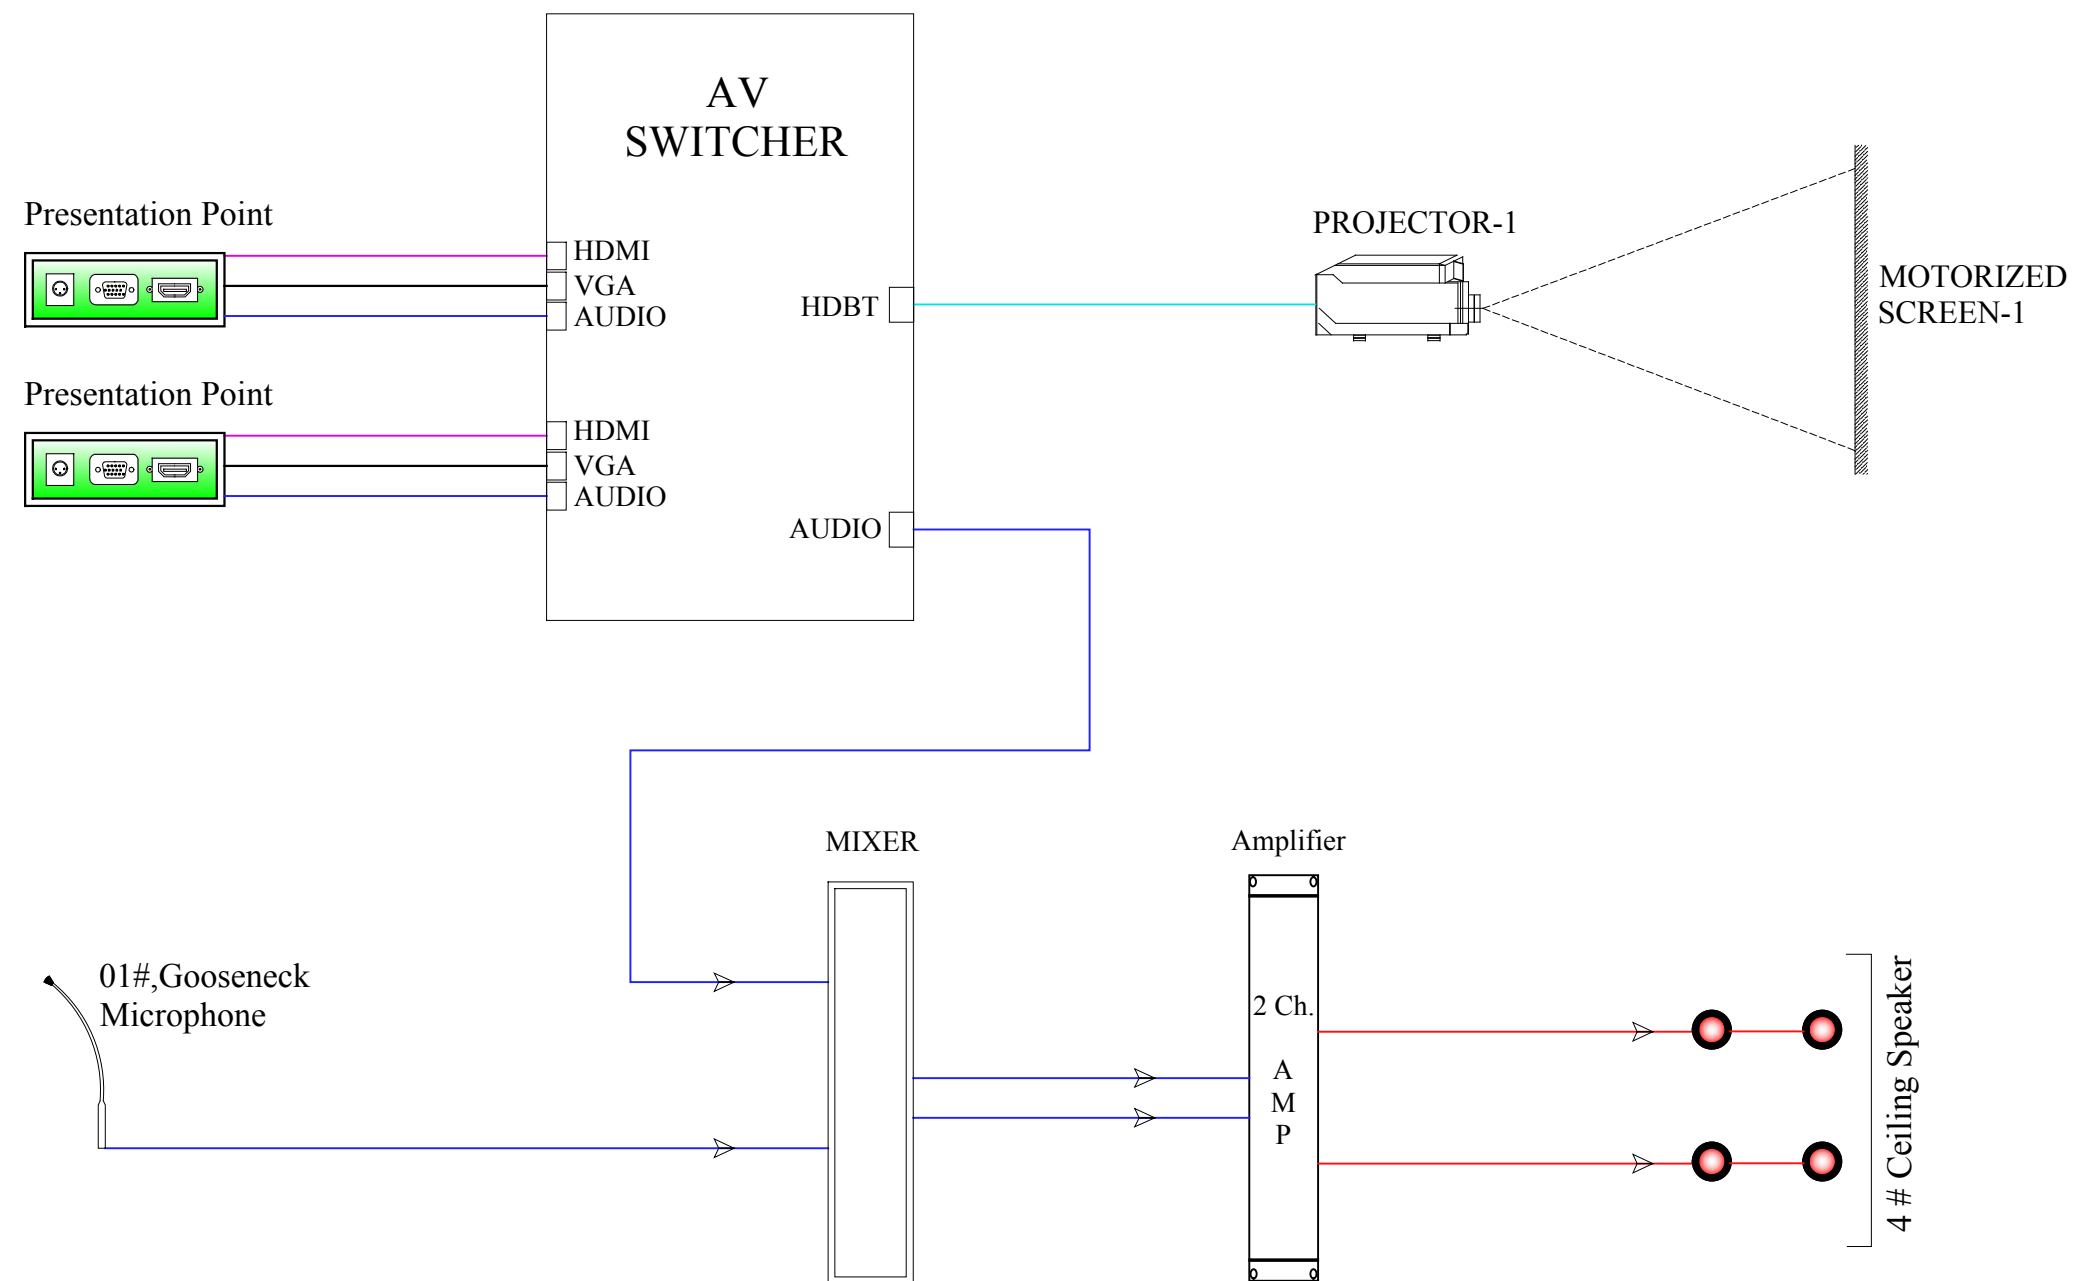 AV
SWITCHER
Presentation Point
HDMI
VGA
AUDIO
HDBT
PROJECTOR-1
MOTORIZED
SCREEN-1
Presentation Point
HDMI
VGA
AUDIO
AUDIO
MIXER
Amplifier
01#,Gooseneck
Microphone
2 Ch.
A
M
P
4 # Ceiling Speaker